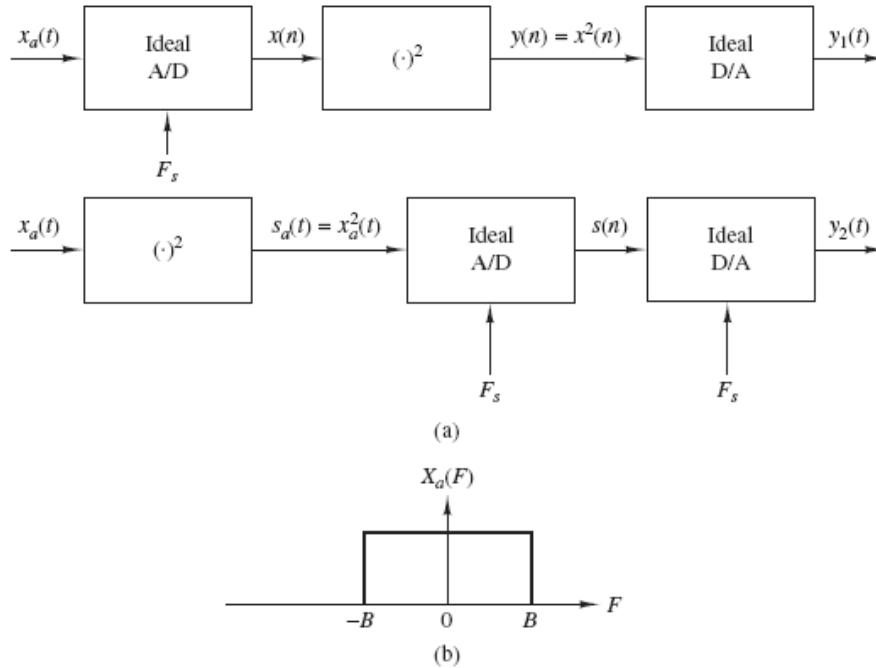 xₐ(t) Ideal A/D x(n) (·)² y(n) = x²(n) Ideal D/A y₁(t)
Fₛ
xₐ(t) (·)² sₐ(t) = xₐ²(t) Ideal A/D s(n) Ideal D/A y₂(t)
Fₛ Fₛ
(a)
Xₐ(F)
F
−B 0 B
(b)